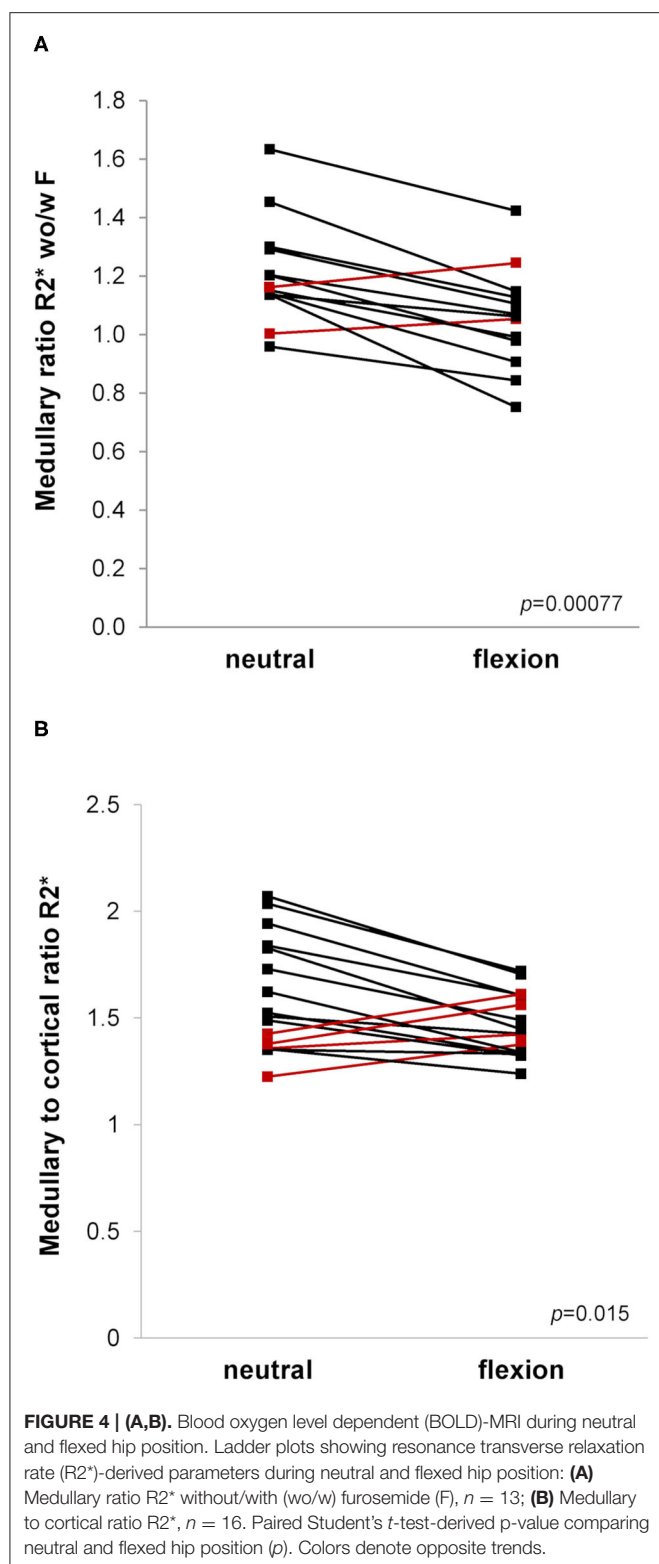 A
1.8
1.6
1.4
1.2
1.0
0.8
0.6
0.4
0.2
0.0
Medullary ratio R2* wo/w F
p=0.00077
neutral flexion
B
2.5
2
1.5
1
0.5
0
Medullary to cortical ratio R2*
p=0.015
neutral flexion
FIGURE 4 | (A,B). Blood oxygen level dependent (BOLD)-MRI during neutral
and flexed hip position. Ladder plots showing resonance transverse relaxation
rate (R2*)-derived parameters during neutral and flexed hip position: (A)
Medullary ratio R2* without/with (wo/w) furosemide (F), n = 13; (B) Medullary
to cortical ratio R2*, n = 16. Paired Student's t-test-derived p-value comparing
neutral and flexed hip position (p). Colors denote opposite trends.